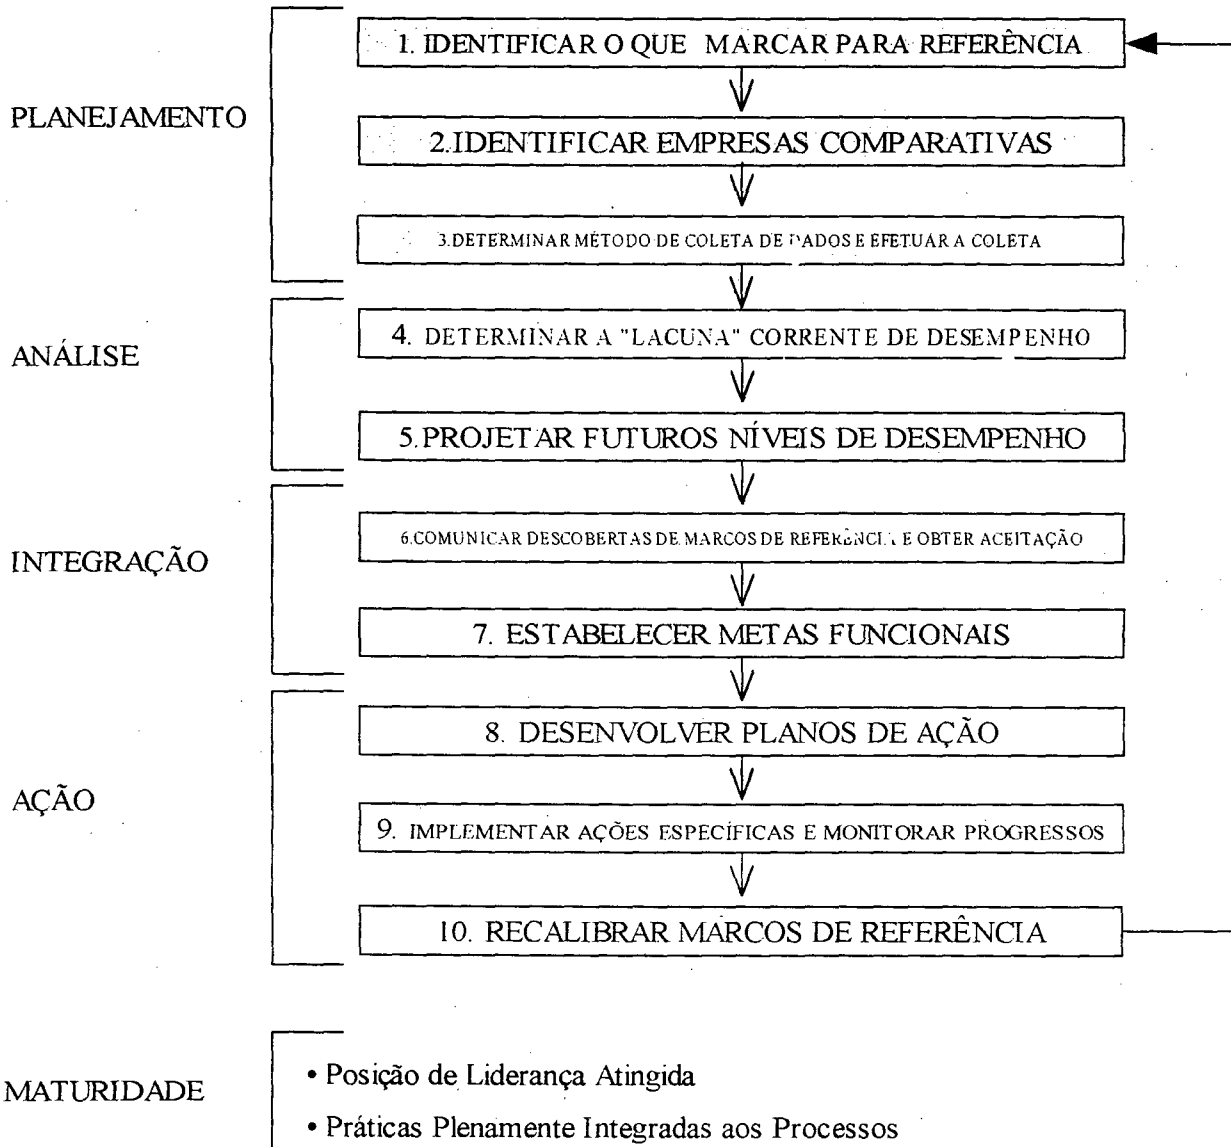 PLANEJAMENTO
1. IDENTIFICAR O QUE MARCAR PARA REFERÊNCIA
2.IDENTIFICAR EMPRESAS COMPARATIVAS
3.DETERMINAR MÉTODO DE COLETA DE DADOS E EFETUAR A COLETA
ANÁLISE
4. DETERMINAR A "LACUNA" CORRENTE DE DESEMPENHO
5.PROJETAR FUTUROS NÍVEIS DE DESEMPENHO
INTEGRAÇÃO
6.COMUNICAR DESCOBERTAS DE MARCOS DE REFERÊNCIA E OBTER ACEITAÇÃO
7. ESTABELECER METAS FUNCIONAIS
AÇÃO
8. DESENVOLVER PLANOS DE AÇÃO
9. IMPLEMENTAR AÇÕES ESPECÍFICAS E MONITORAR PROGRESSOS
10. RECALIBRAR MARCOS DE REFERÊNCIA
MATURIDADE
• Posição de Liderança Atingida
• Práticas Plenamente Integradas aos Processos